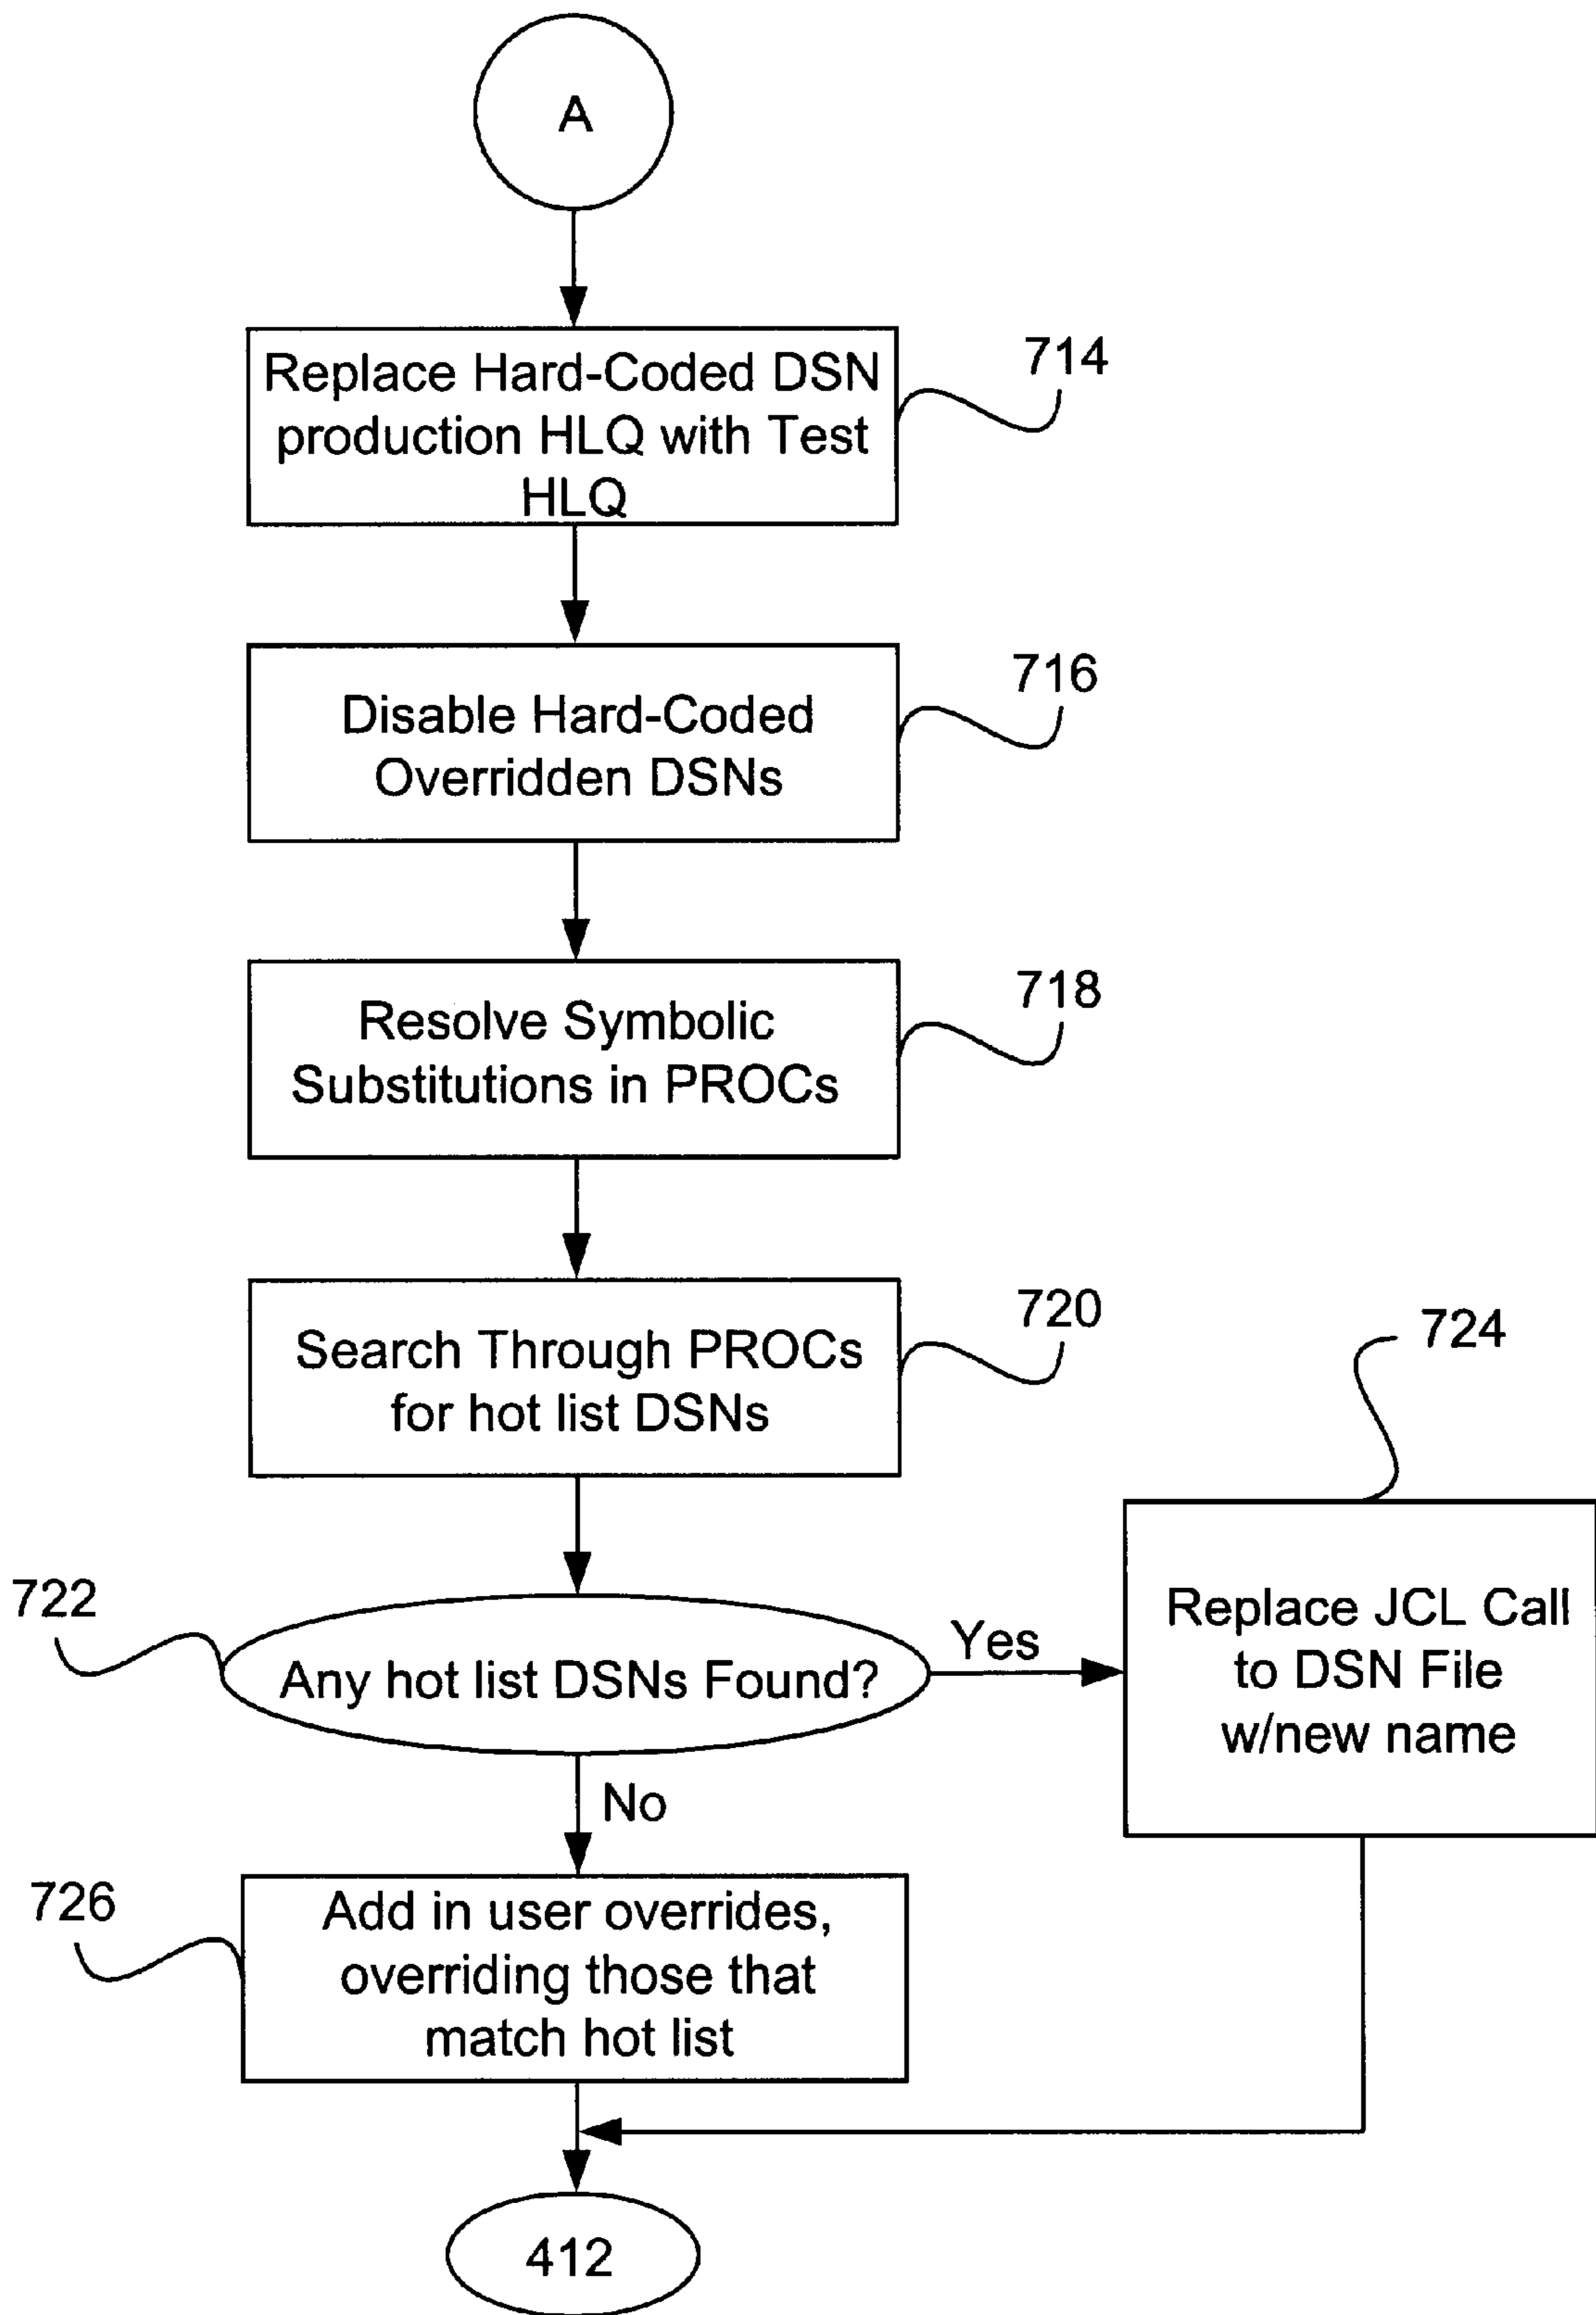 A
Replace Hard-Coded DSN
production HLQ with Test
HLQ
714
Disable Hard-Coded
Overridden DSNs
716
Resolve Symbolic
Substitutions in PROCs
718
Search Through PROCs
for hot list DSNs
720
722
Any hot list DSNs Found?
Yes
724
Replace JCL Call
to DSN File
w/new name
No
726
Add in user overrides,
overriding those that
match hot list
412